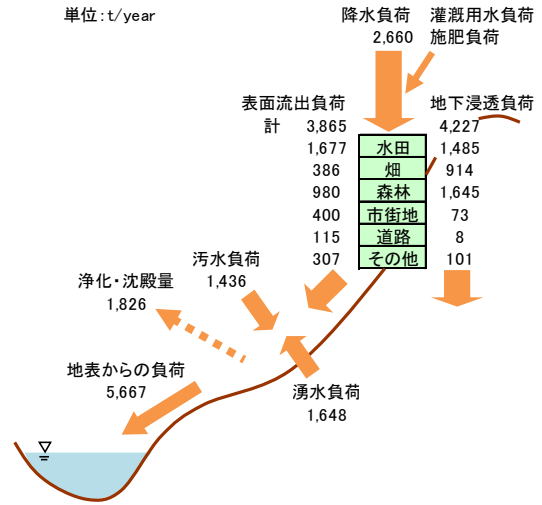 単位:t/year
降水負荷 灌漑用水負荷
2,660 施肥負荷
表面流出負荷 地下浸透負荷
計 3,865 4,227
1,677 水田 1,485
386 畑 914
980 森林 1,645
400 市街地 73
115 道路 8
307 その他 101
汚水負荷
1,436
浄化・沈殿量
1,826
地表からの負荷
5,667
湧水負荷
1,648